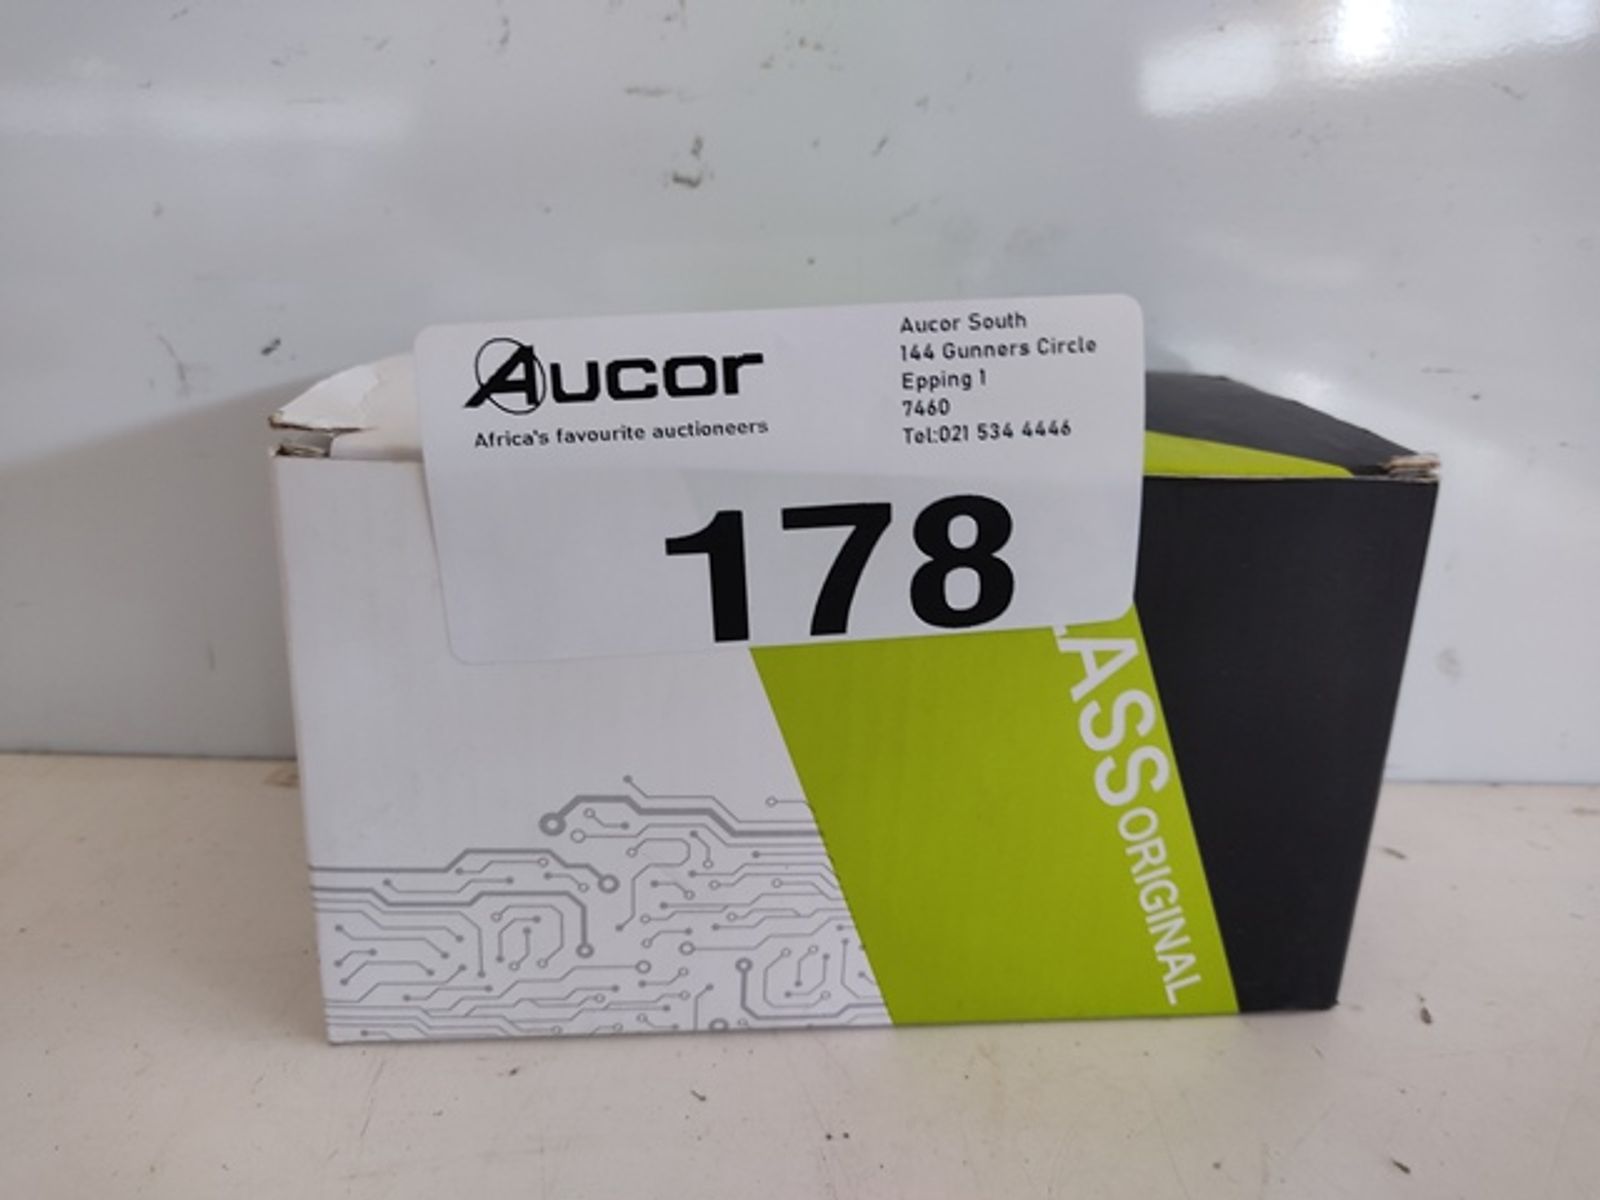 Aucor
Africa's favourite auctioneers
Aucor South
144 Gunners Circle
Epping 1
7460
Tel:021 534 4446
178
ORIGINAL